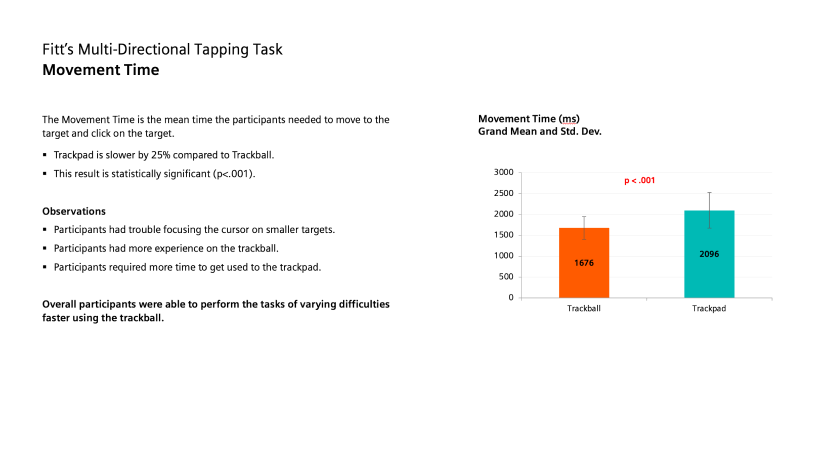 Fitt's Multi-Directional Tapping Task
Movement Time
The Movement Time is the mean time the participants needed to move to the
target and click on the target.
▪ Trackpad is slower by 25% compared to Trackball.
▪ This result is statistically significant (p<.001).
Observations
▪ Participants had trouble focusing the cursor on smaller targets.
▪ Participants had more experience on the trackball.
▪ Participants required more time to get used to the trackpad.
Overall participants were able to perform the tasks of varying difficulties
faster using the trackball.
Movement Time (ms)
Grand Mean and Std. Dev.
3000
p < .001
2500
2000
1500
1000
500
0
1676
2096
Trackball
Trackpad